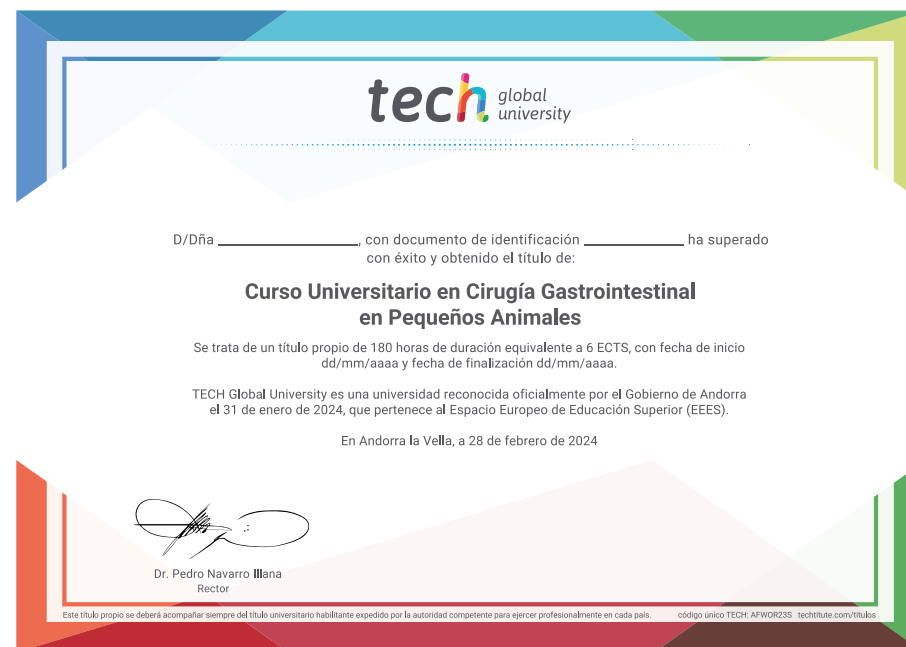 tech global
university
D/Dña ____________________, con documento de identificación ______________ ha superado
con éxito y obtenido el título de:
Curso Universitario en Cirugía Gastrointestinal
en Pequeños Animales
Se trata de un título propio de 180 horas de duración equivalente a 6 ECTS, con fecha de inicio
dd/mm/aaaa y fecha de finalización dd/mm/aaaa.
TECH Global University es una universidad reconocida oficialmente por el Gobierno de Andorra
el 31 de enero de 2024, que pertenece al Espacio Europeo de Educación Superior (EEES).
En Andorra la Vella, a 28 de febrero de 2024
Dr. Pedro Navarro Illana
Rector
Este título propio se deberá acompañar siempre del título universitario habilitante expedido por la autoridad competente para ejercer profesionalmente en cada país. código único TECH: AFWOR23S techtitute.com/titulos